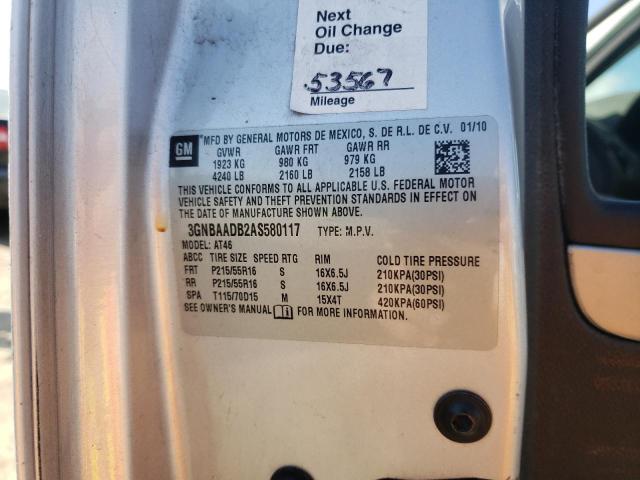 Next
Oil Change
Due:
53567
Mileage
GM MFD BY GENERAL MOTORS DE MEXICO, S. DE R.L. DE C.V. 01/10
GVWR GAWR FRT GAWR RR
1923 KG 980 KG 979 KG
4240 LB 2160 LB 2158 LB
THIS VEHICLE CONFORMS TO ALL APPLICABLE U.S. FEDERAL MOTOR
VEHICLE SAFETY AND THEFT PREVENTION STANDARDS IN EFFECT ON
THE DATE OF MANUFACTURE SHOWN ABOVE.
3GNBAADB2AS580117 TYPE: M.P.V.
MODEL: AT46
ABCC TIRE SIZE SPEED RTG RIM COLD TIRE PRESSURE
FRT P215/55R16 S 16X6.5J 210KPA(30PSI)
RR P215/55R16 S 16X6.5J 210KPA(30PSI)
SPA T115/70D15 M 15X4T 420KPA(60PSI)
SEE OWNER'S MANUAL FOR MORE INFORMATION.